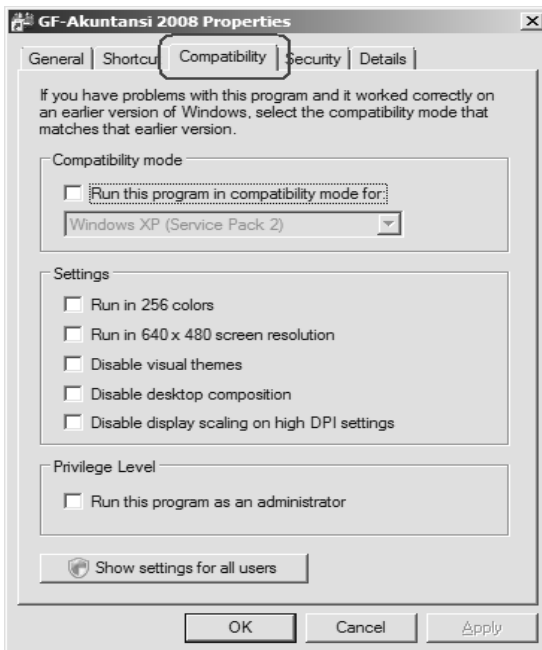 GF-Akuntansi 2008 Properties
General Shortcu Compatibility Security Details
If you have problems with this program and it worked correctly on
an earlier version of Windows, select the compatibility mode that
matches that earlier version.
Compatibility mode
Run this program in compatibility mode for:
Windows XP (Service Pack 2)
Settings
Run in 256 colors
Run in 640 x 480 screen resolution
Disable visual themes
Disable desktop composition
Disable display scaling on high DPI settings
Privilege Level
Run this program as an administrator
Show settings for all users
OK Cancel Apply